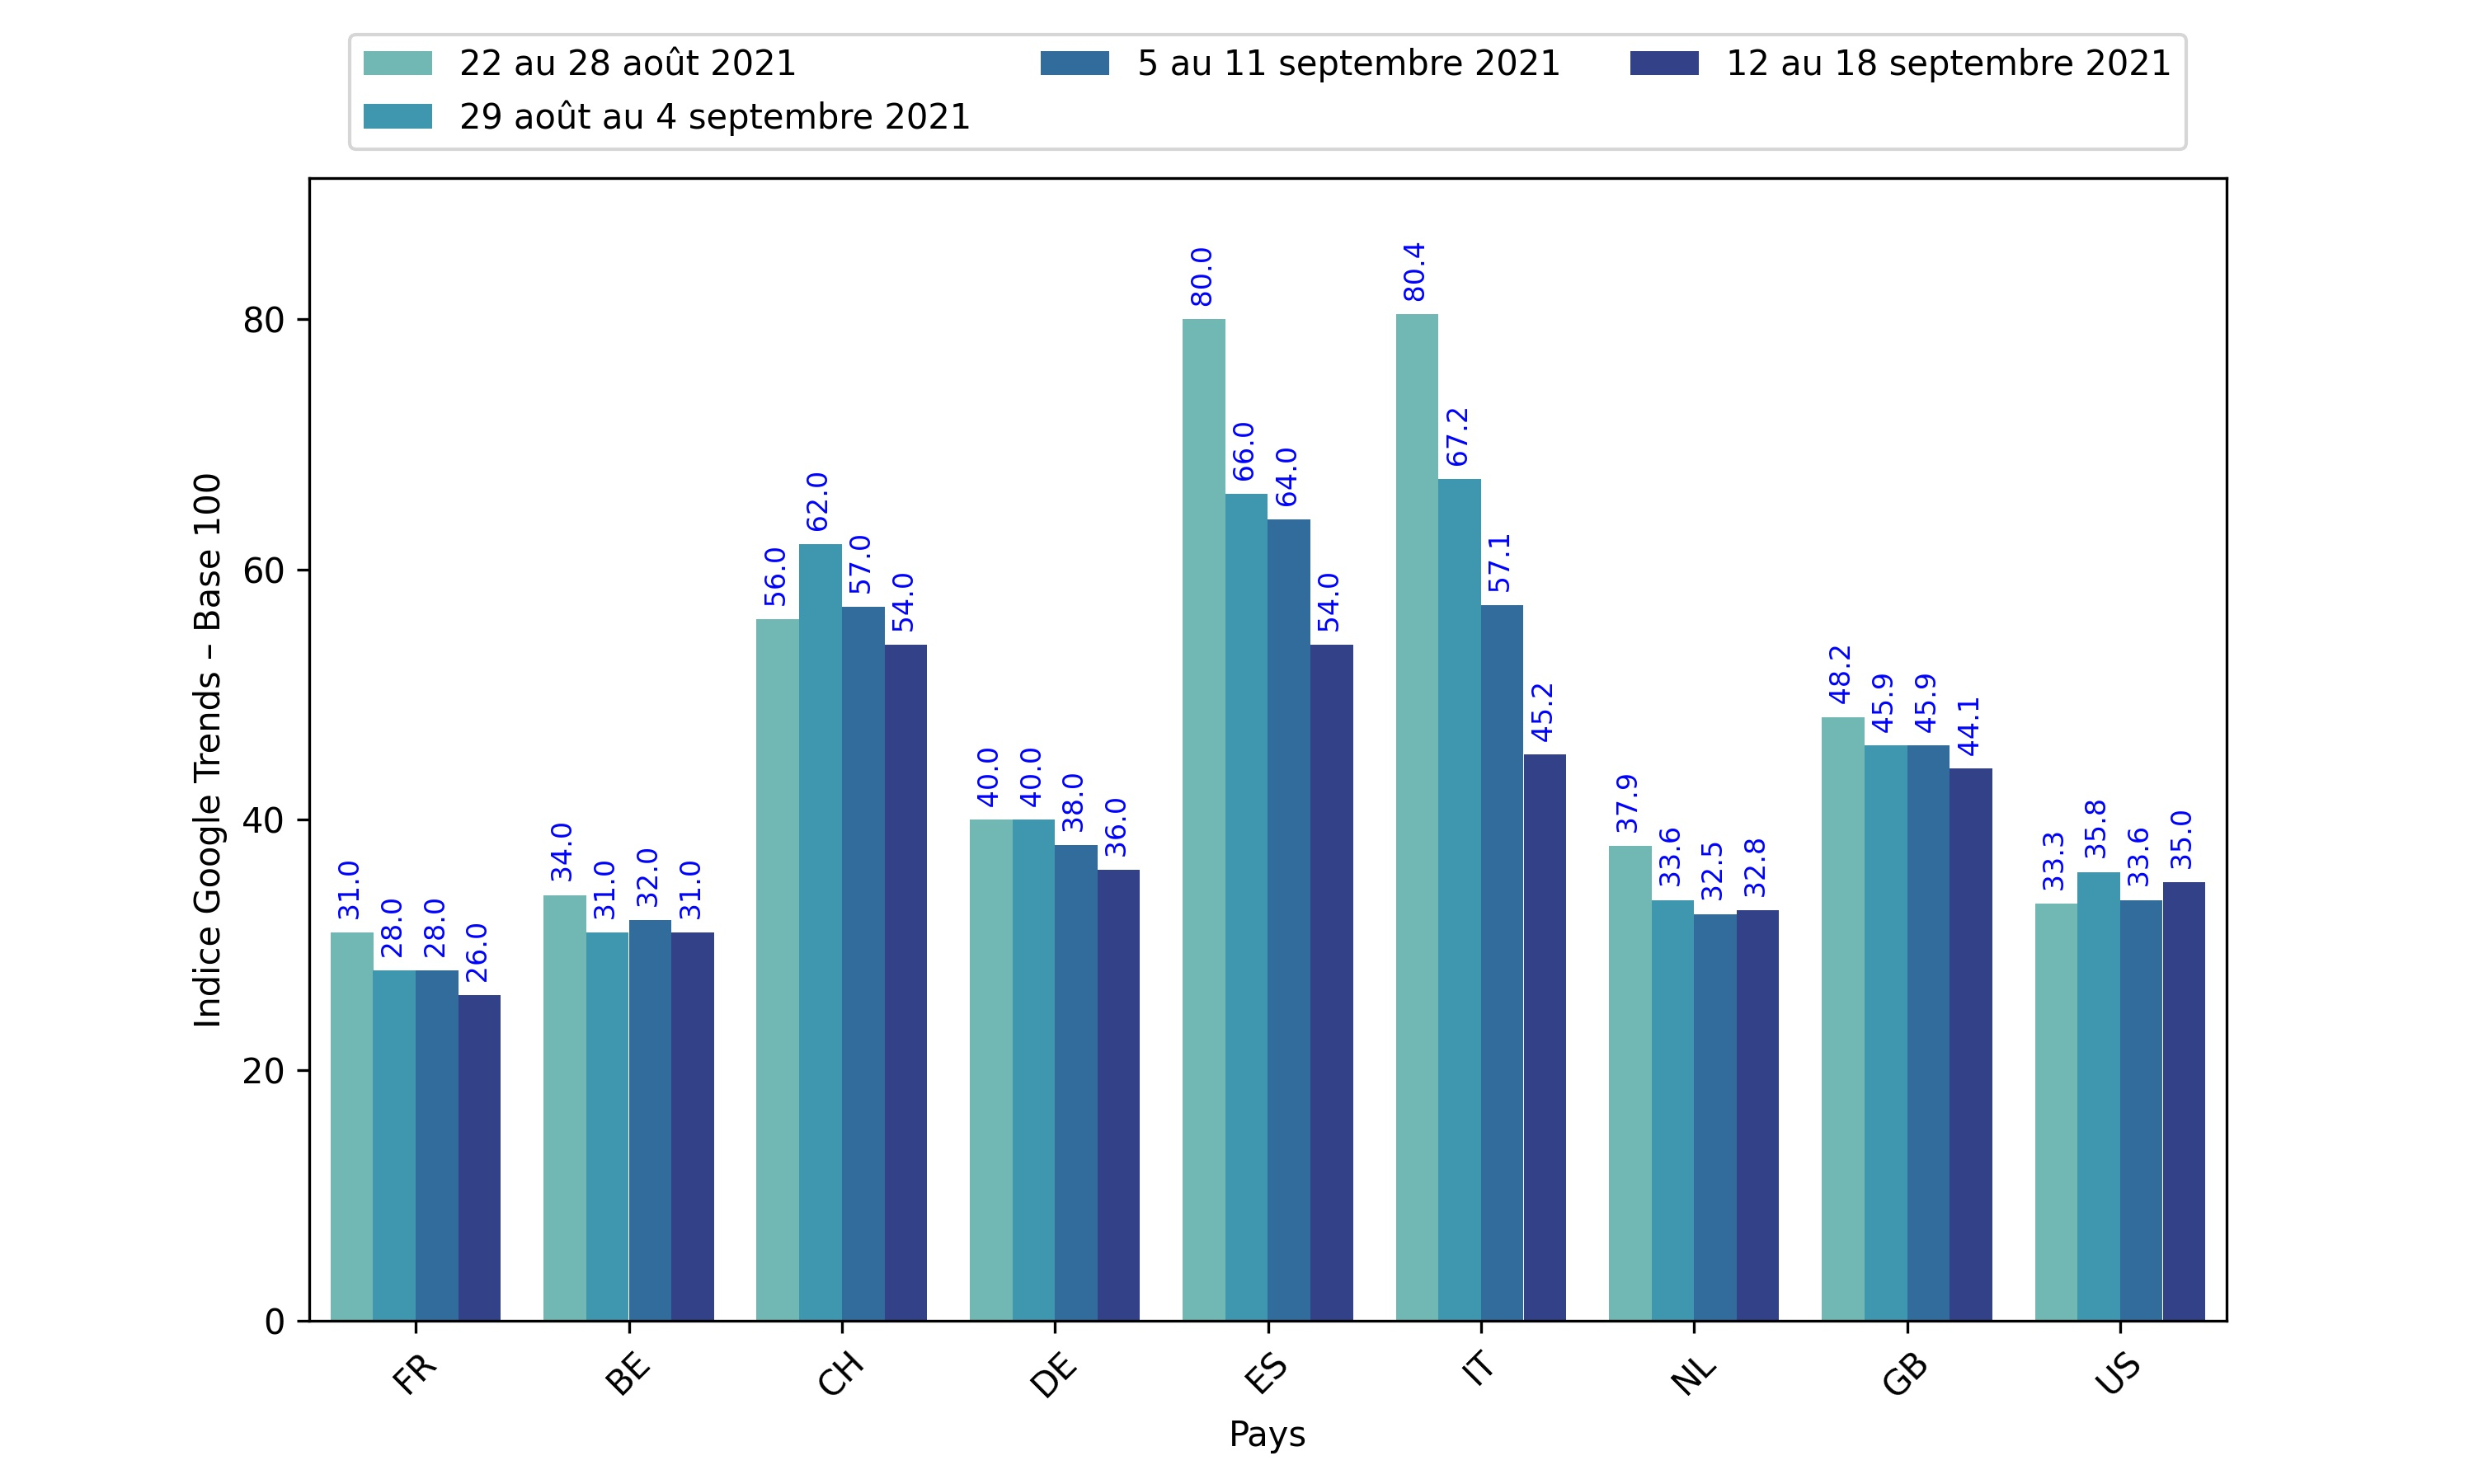 22 au 28 août 2021
29 août au 4 septembre 2021
5 au 11 septembre 2021
12 au 18 septembre 2021
Indice Google Trends – Base 100
80
60
40
20
0
31.0
28.0
28.0
26.0
34.0
31.0
32.0
31.0
56.0
62.0
57.0
54.0
40.0
40.0
38.0
36.0
80.0
66.0
64.0
54.0
80.4
67.2
57.1
45.2
37.9
33.6
32.5
32.8
48.2
45.9
45.9
44.1
33.3
35.8
33.6
35.0
FR
BE
CH
DE
ES
IT
NL
GB
US
Pays